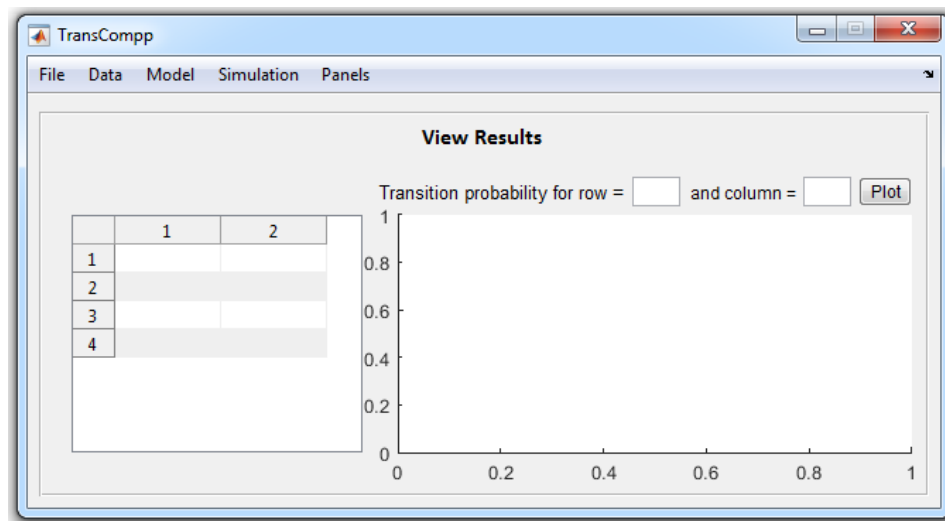 TransCompp
File Data Model Simulation Panels
View Results
Transition probability for row = and column = Plot
1 2
1
2
3
4
1
0.8
0.6
0.4
0.2
0
0 0.2 0.4 0.6 0.8 1